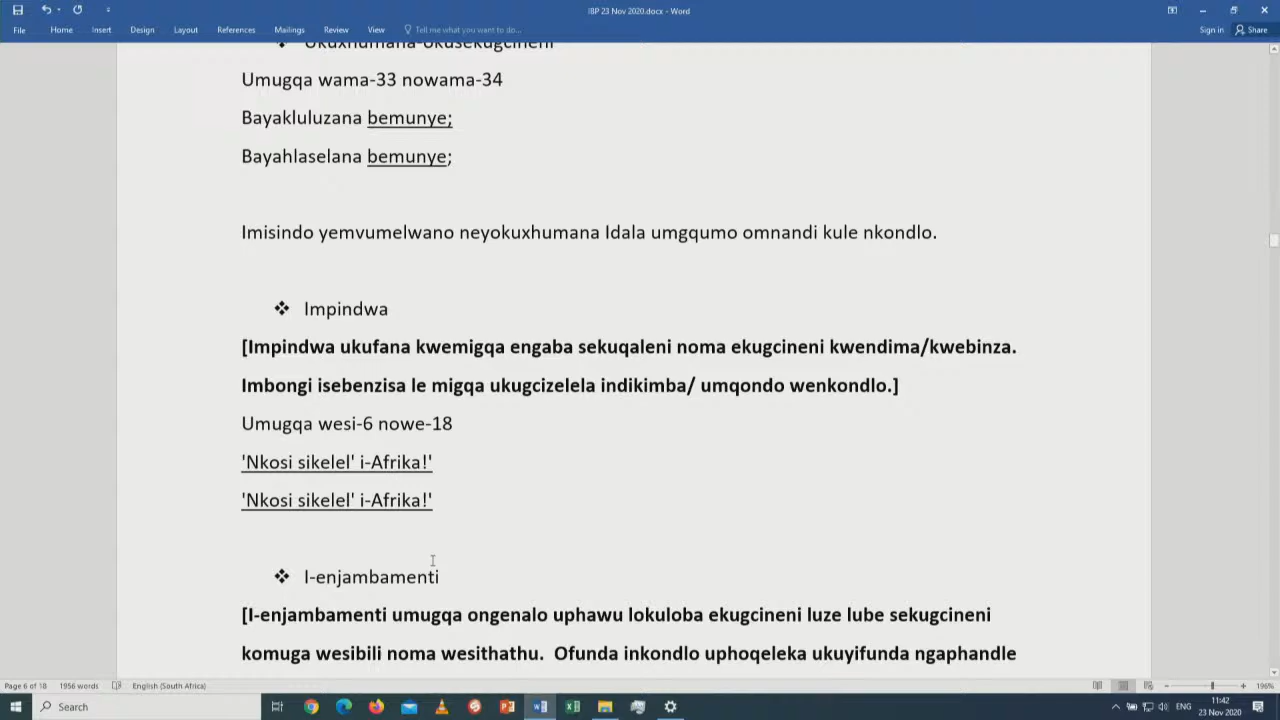 IBP 23 Nov 2020.docx - Word
File Home Insert Design Layout References Mailings Review View Tell me what you want to do... Sign in Share
❖ Ukuxhumana-okusekugcineni
Umugqa wama-33 nowama-34
Bayakluluzana bemunye;
Bayahlaselana bemunye;
Imisindo yemvumelwano neyokuxhumana Idala umgqumo omnandi kule nkondlo.
❖ Impindwa
[Impindwa ukufana kwemigqa engaba sekuqaleni noma ekugcineni kwendima/kwebinza.
Imbongi isebenzisa le migqa ukugcizelela indikimba/ umqondo wenkondlo.]
Umugqa wesi-6 nowe-18
'Nkosi sikelel' i-Afrika!'
'Nkosi sikelel' i-Afrika!'
❖ I-enjambamenti
[I-enjambamenti umugqa ongenalo uphawu lokuloba ekugcineni luze lube sekugcineni
komuga wesibili noma wesithathu. Ofunda inkondlo uphoqeleka ukuyifunda ngaphandle
Page 6 of 18 1956 words English (South Africa) 196%
Search ENG 11:42
23 Nov 2020